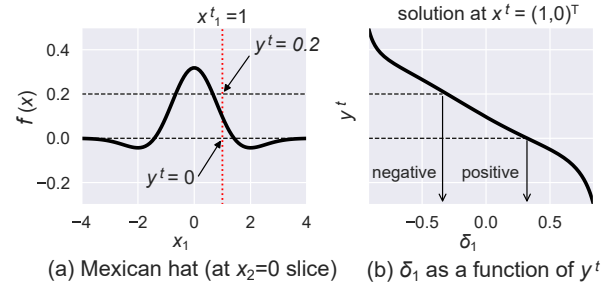 x^t_1 =1
solution at x^t = (1,0)^T
0.4
0.2
0.0
−0.2
f (x)
y^t = 0.2
y^t = 0
−4 −2 0 2 4
x_1
y^t
negative positive
−0.5 0.0 0.5
δ_1
(a) Mexican hat (at x_2=0 slice)
(b) δ_1 as a function of y^t